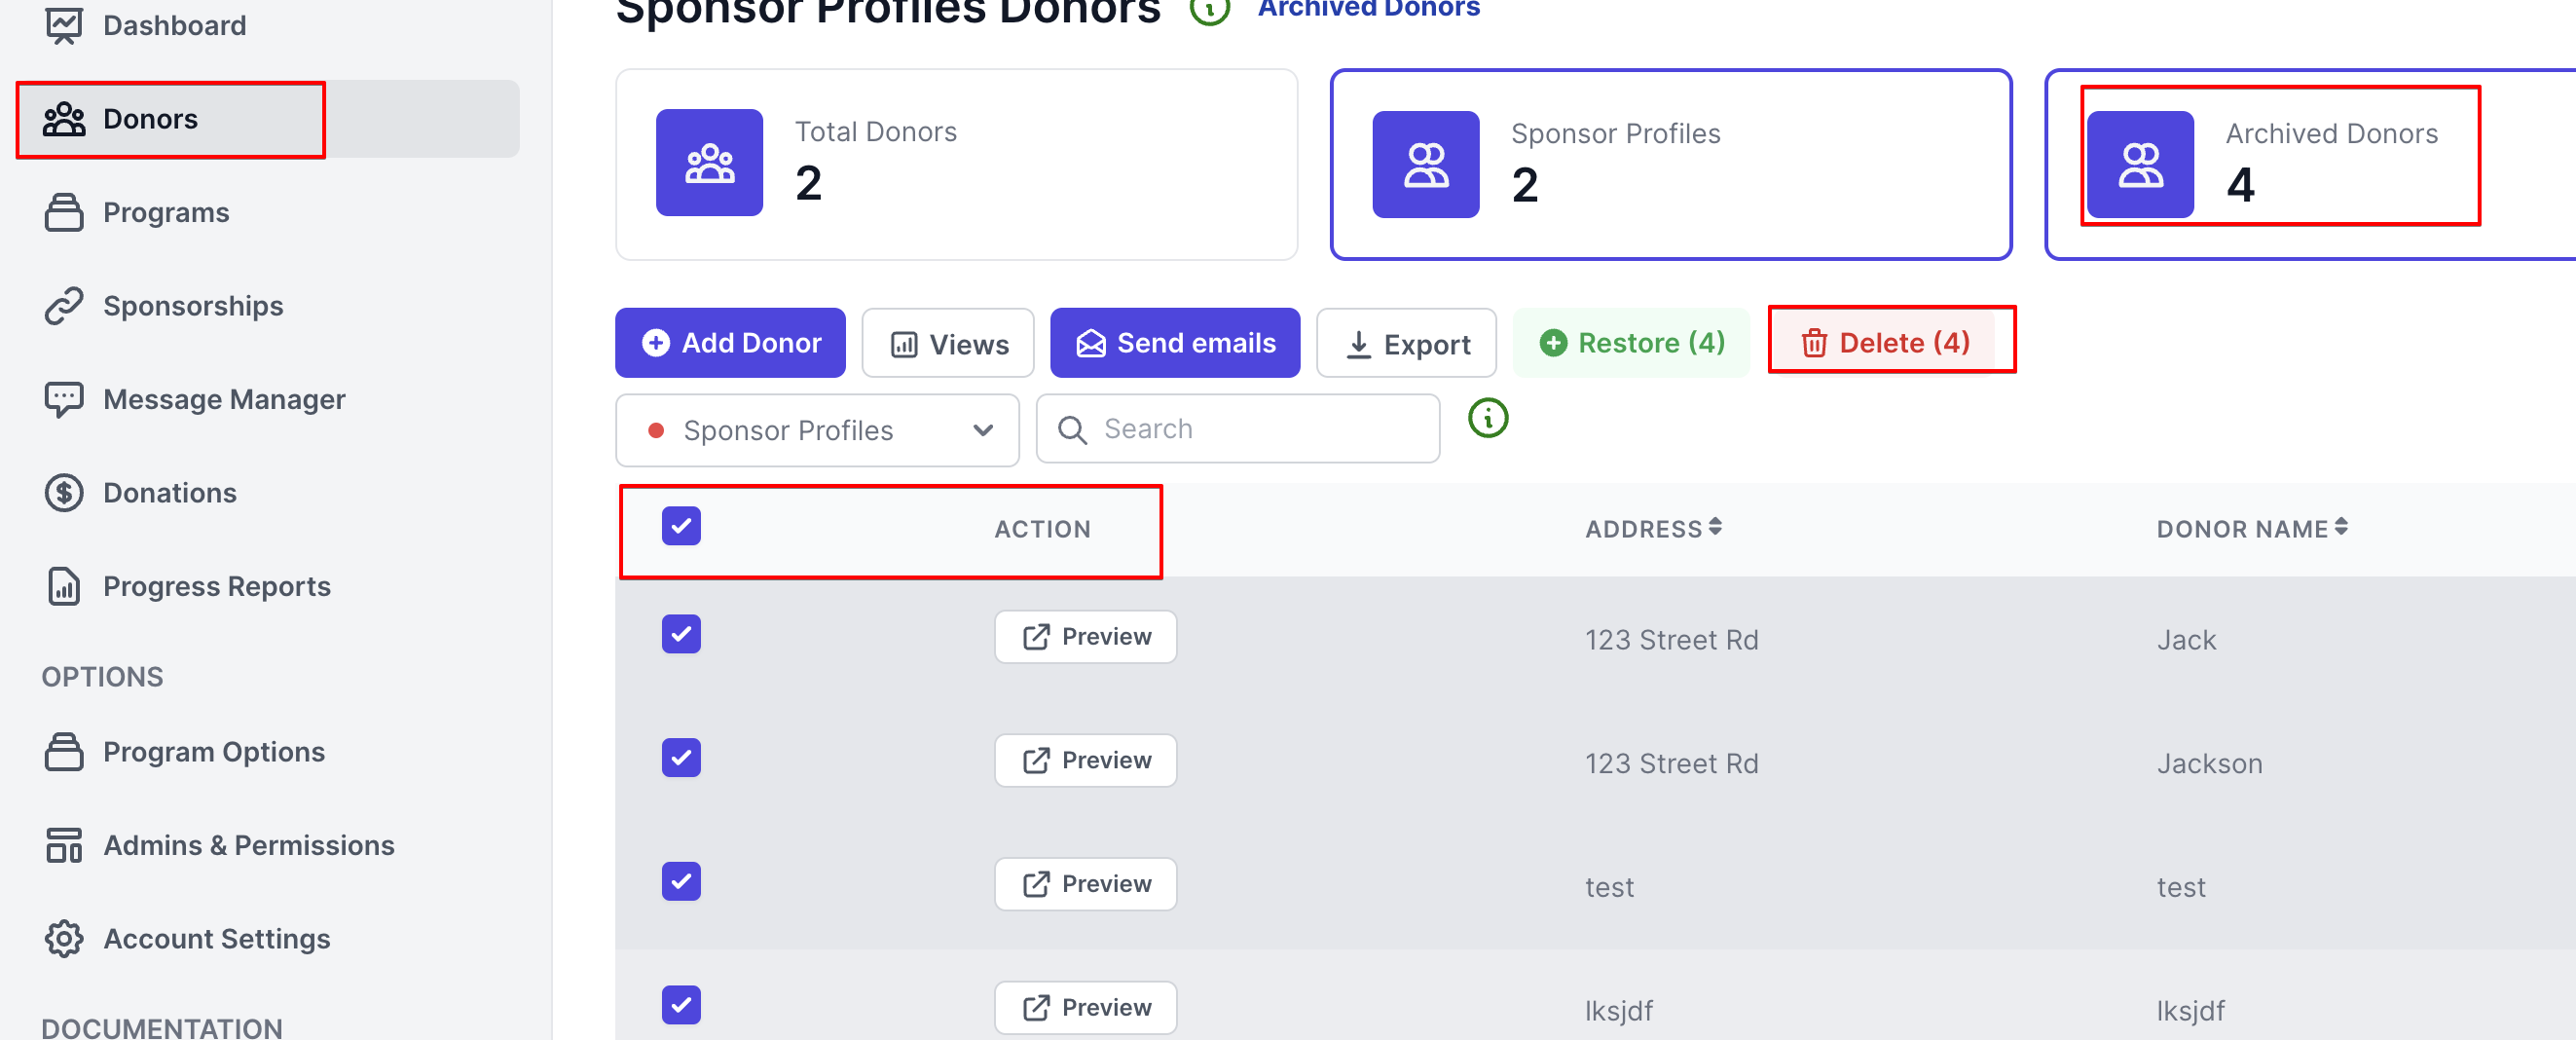 Dashboard
Donors
Programs
Sponsorships
Message Manager
Donations
Progress Reports
OPTIONS
Program Options
Admins & Permissions
Account Settings
DOCUMENTATION
Sponsor Profiles Donors
Archived Donors
Total Donors
2
Sponsor Profiles
2
Archived Donors
4
Add Donor
Views
Send emails
Export
Restore (4)
Delete (4)
Sponsor Profiles
Search
ACTION ADDRESS DONOR NAME
Preview 123 Street Rd Jack
Preview 123 Street Rd Jackson
Preview test test
Preview lksjdf lksjdf